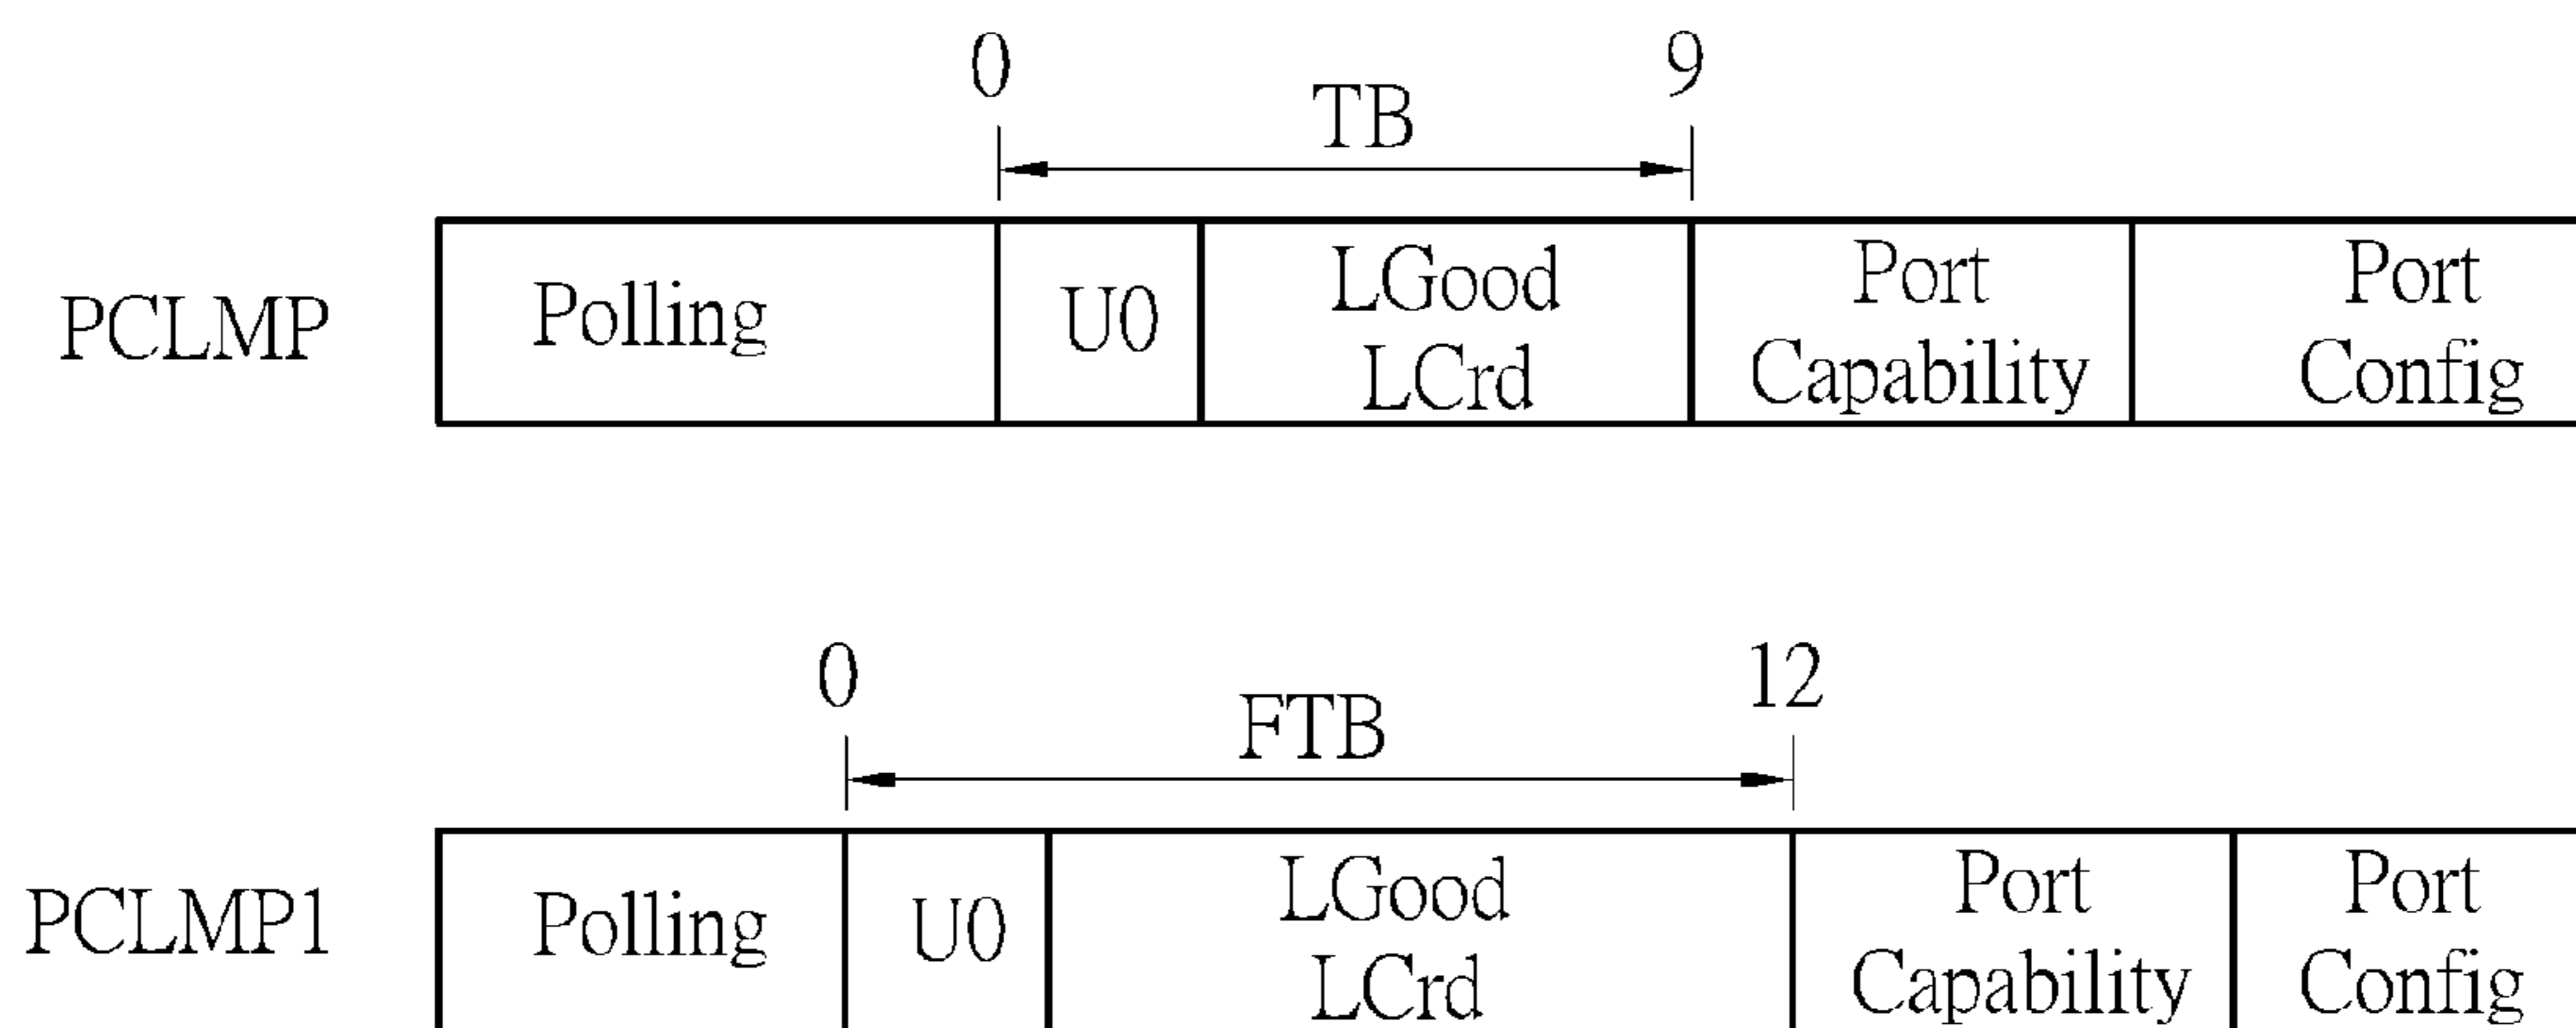 0
9
TB
PCLMP
Polling
U0
LGood
LCrd
Port
Capability
Port
Config
0
12
FTB
PCLMP1
Polling
U0
LGood
LCrd
Port
Capability
Port
Config